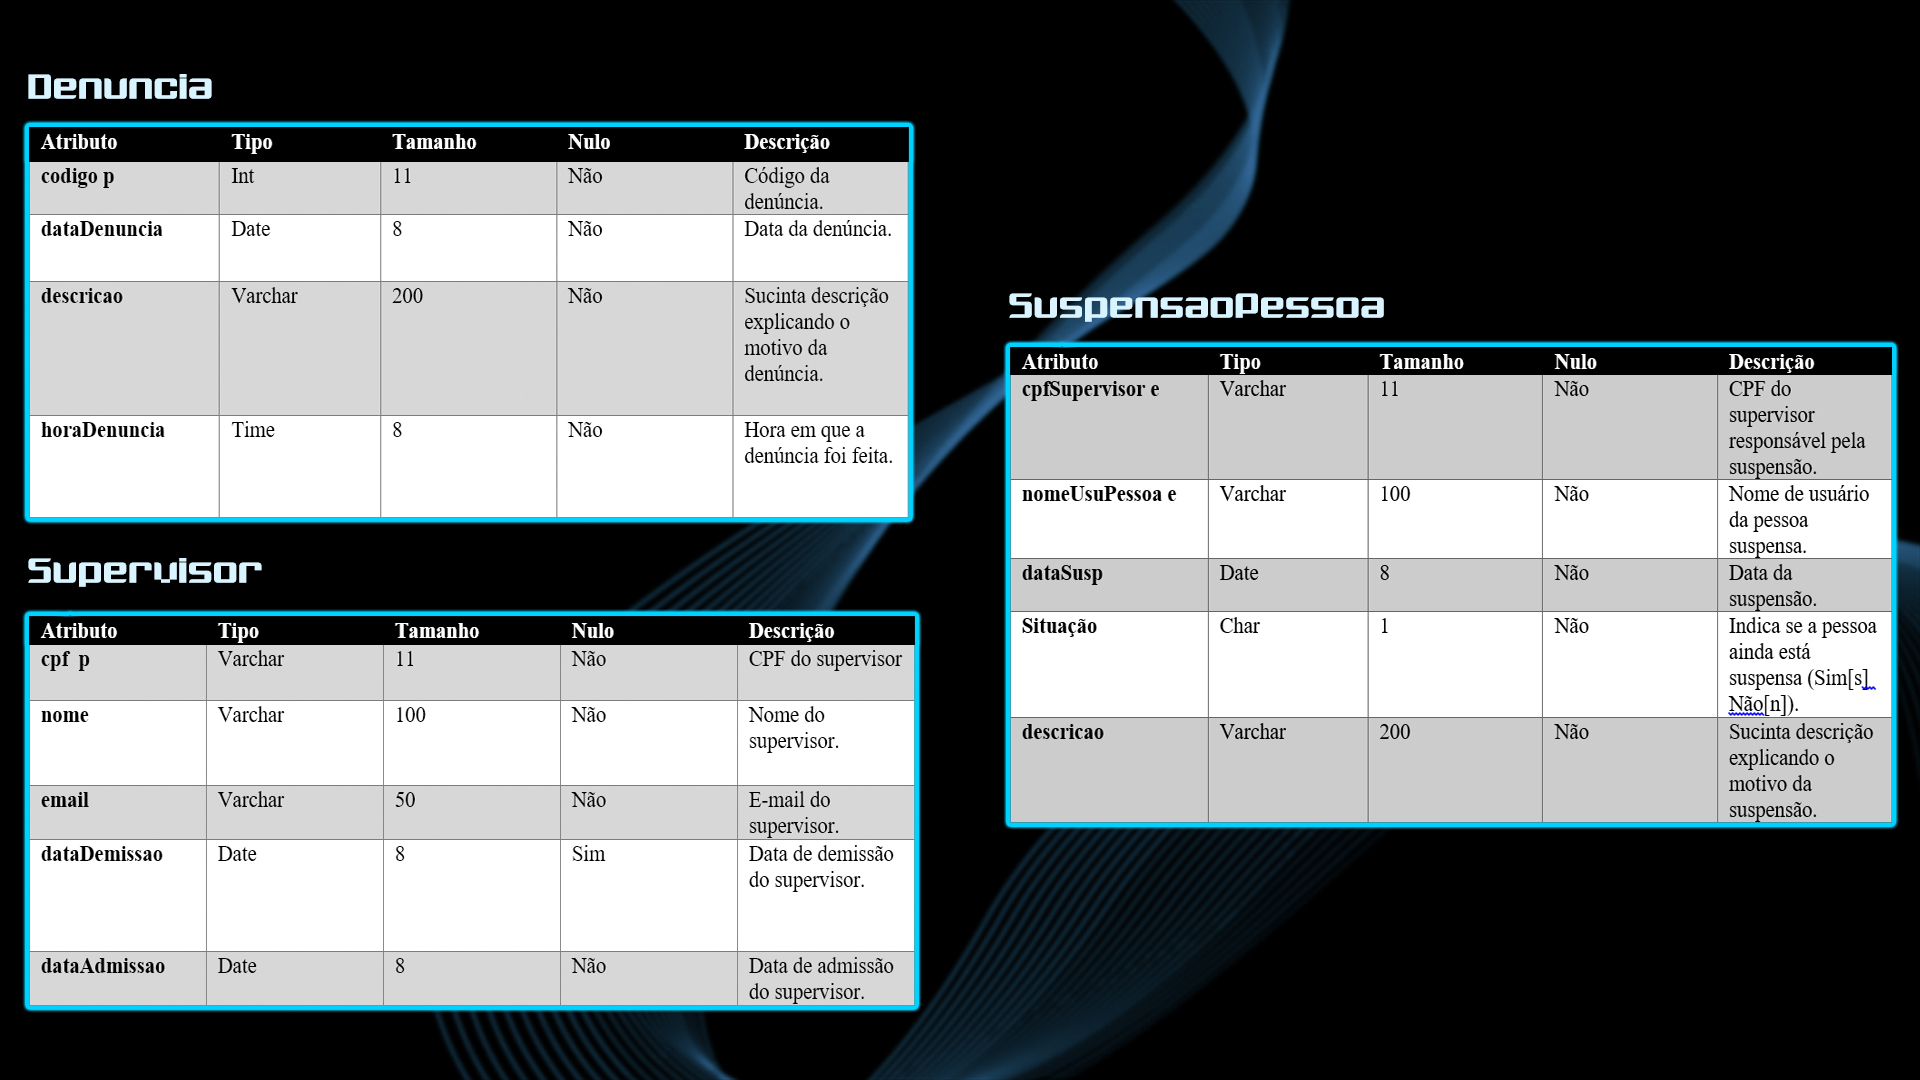 Denuncia
Atributo Tipo Tamanho Nulo Descrição
codigo p Int 11 Não Código da
denúncia.
dataDenuncia Date 8 Não Data da denúncia.
descricao Varchar 200 Não Sucinta descrição
explicando o
motivo da
denúncia.
horaDenuncia Time 8 Não Hora em que a
denúncia foi feita.
Supervisor
Atributo Tipo Tamanho Nulo Descrição
cpf p Varchar 11 Não CPF do supervisor
nome Varchar 100 Não Nome do
supervisor.
email Varchar 50 Não E-mail do
supervisor.
dataDemissao Date 8 Sim Data de demissão
do supervisor.
dataAdmissao Date 8 Não Data de admissão
do supervisor.
SuspensaoPessoa
Atributo Tipo Tamanho Nulo Descrição
cpfSupervisor e Varchar 11 Não CPF do
supervisor
responsável pela
suspensão.
nomeUsuPessoa e Varchar 100 Não Nome de usuário
da pessoa
suspensa.
dataSusp Date 8 Não Data da
suspensão.
Situação Char 1 Não Indica se a pessoa
ainda está
suspensa (Sim[s],
Não[n]).
descricao Varchar 200 Não Sucinta descrição
explicando o
motivo da
suspensão.